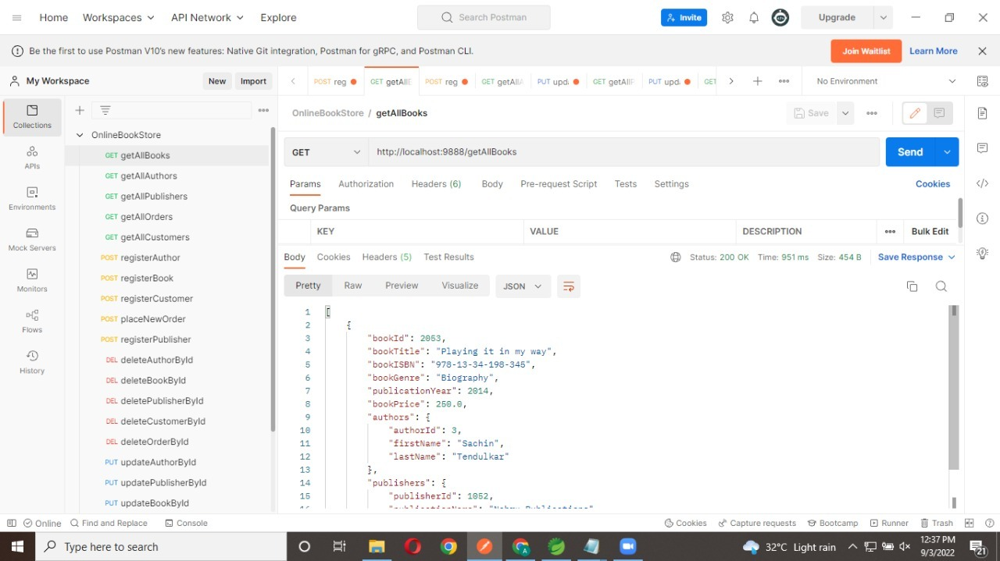 Home Workspaces API Network Explore Search Postman Invite Upgrade
Be the first to use Postman V10's new features: Native Git integration, Postman for gRPC, and Postman CLI. Join Waitlist Learn More
My Workspace New Import POST reg GET getAllB POST reg GET getAllA PUT upd GET getAllP PUT upd GET No Environment
OnlineBookStore / getAllBooks Save
Collections
APIs
Environments
Mock Servers
Monitors
Flows
History
OnlineBookStore
GET getAllBooks
GET getAllAuthors
GET getAllPublishers
GET getAllOrders
GET getAllCustomers
POST registerAuthor
POST registerBook
POST registerCustomer
POST placeNewOrder
POST registerPublisher
DEL deleteAuthorById
DEL deleteBookById
DEL deletePublisherById
DEL deleteCustomerById
DEL deleteOrderById
PUT updateAuthorById
PUT updatePublisherById
PUT updateBookById
GET http://localhost:9888/getAllBooks Send
Params Authorization Headers (6) Body Pre-request Script Tests Settings Cookies
Query Params
KEY VALUE DESCRIPTION Bulk Edit
Body Cookies Headers (5) Test Results Status: 200 OK Time: 951 ms Size: 454 B Save Response
Pretty Raw Preview Visualize JSON
1 [
2 {
3 "bookId": 2053,
4 "bookTitle": "Playing it in my way",
5 "bookISBN": "978-13-34-198-345",
6 "bookGenre": "Biography",
7 "publicationYear": 2014,
8 "bookPrice": 250.0,
9 "authors": {
10 "authorId": 3,
11 "firstName": "Sachin",
12 "lastName": "Tendulkar"
13 },
14 "publishers": {
15 "publisherId": 1052,
Online Find and Replace Console Cookies Capture requests Bootcamp Runner Trash
Type here to search 32°C Light rain 12:37 PM
9/3/2022 21